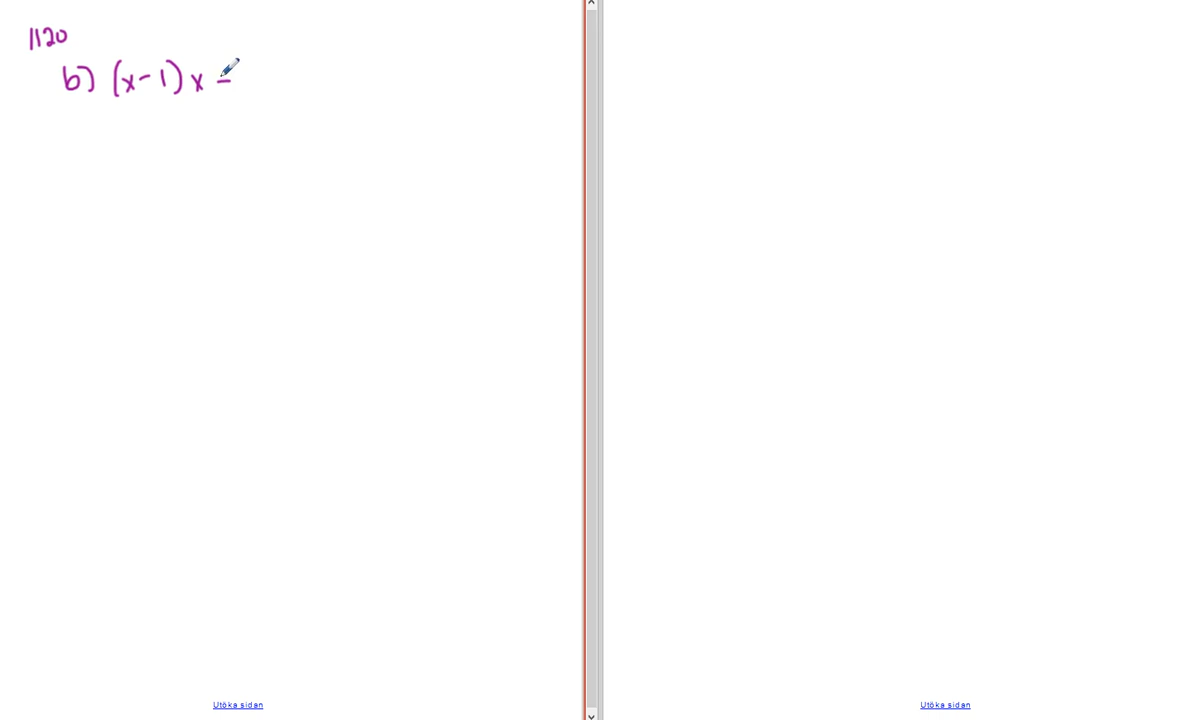 1120
b) (x-1)x =
Utöka sidan
Utöka sidan